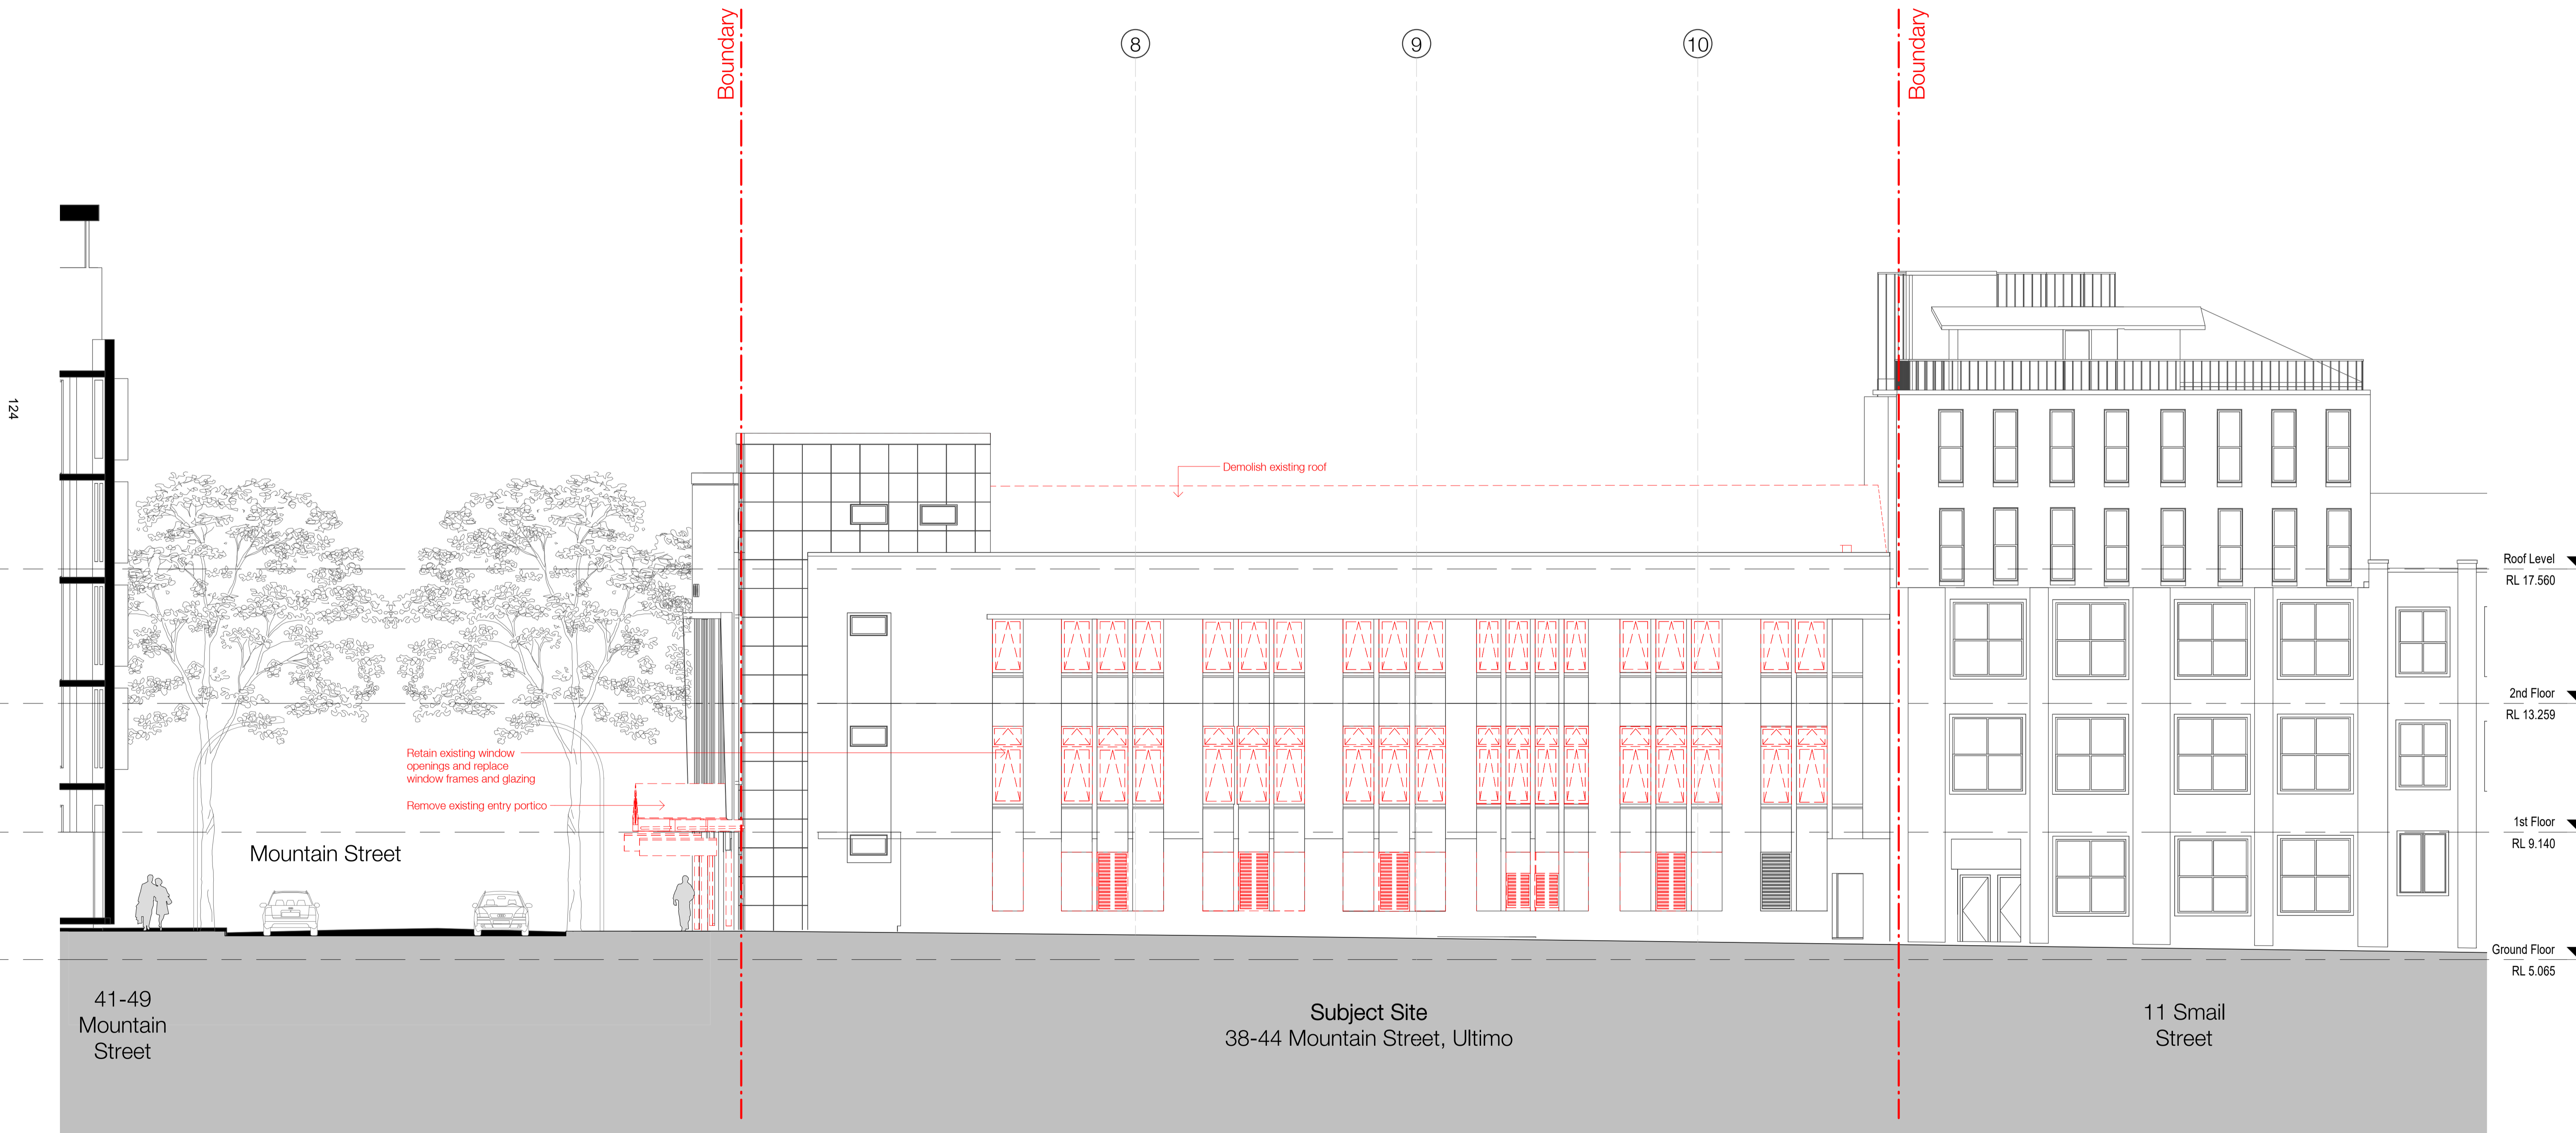 Boundary
8
9
10
Boundary
124
Demolish existing roof
Roof Level
RL 17.560
2nd Floor
RL 13.259
Retain existing window
openings and replace
window frames and glazing
Remove existing entry portico
1st Floor
RL 9.140
Mountain Street
Ground Floor
RL 5.065
41-49
Mountain
Street
Subject Site
38-44 Mountain Street, Ultimo
11 Smail
Street